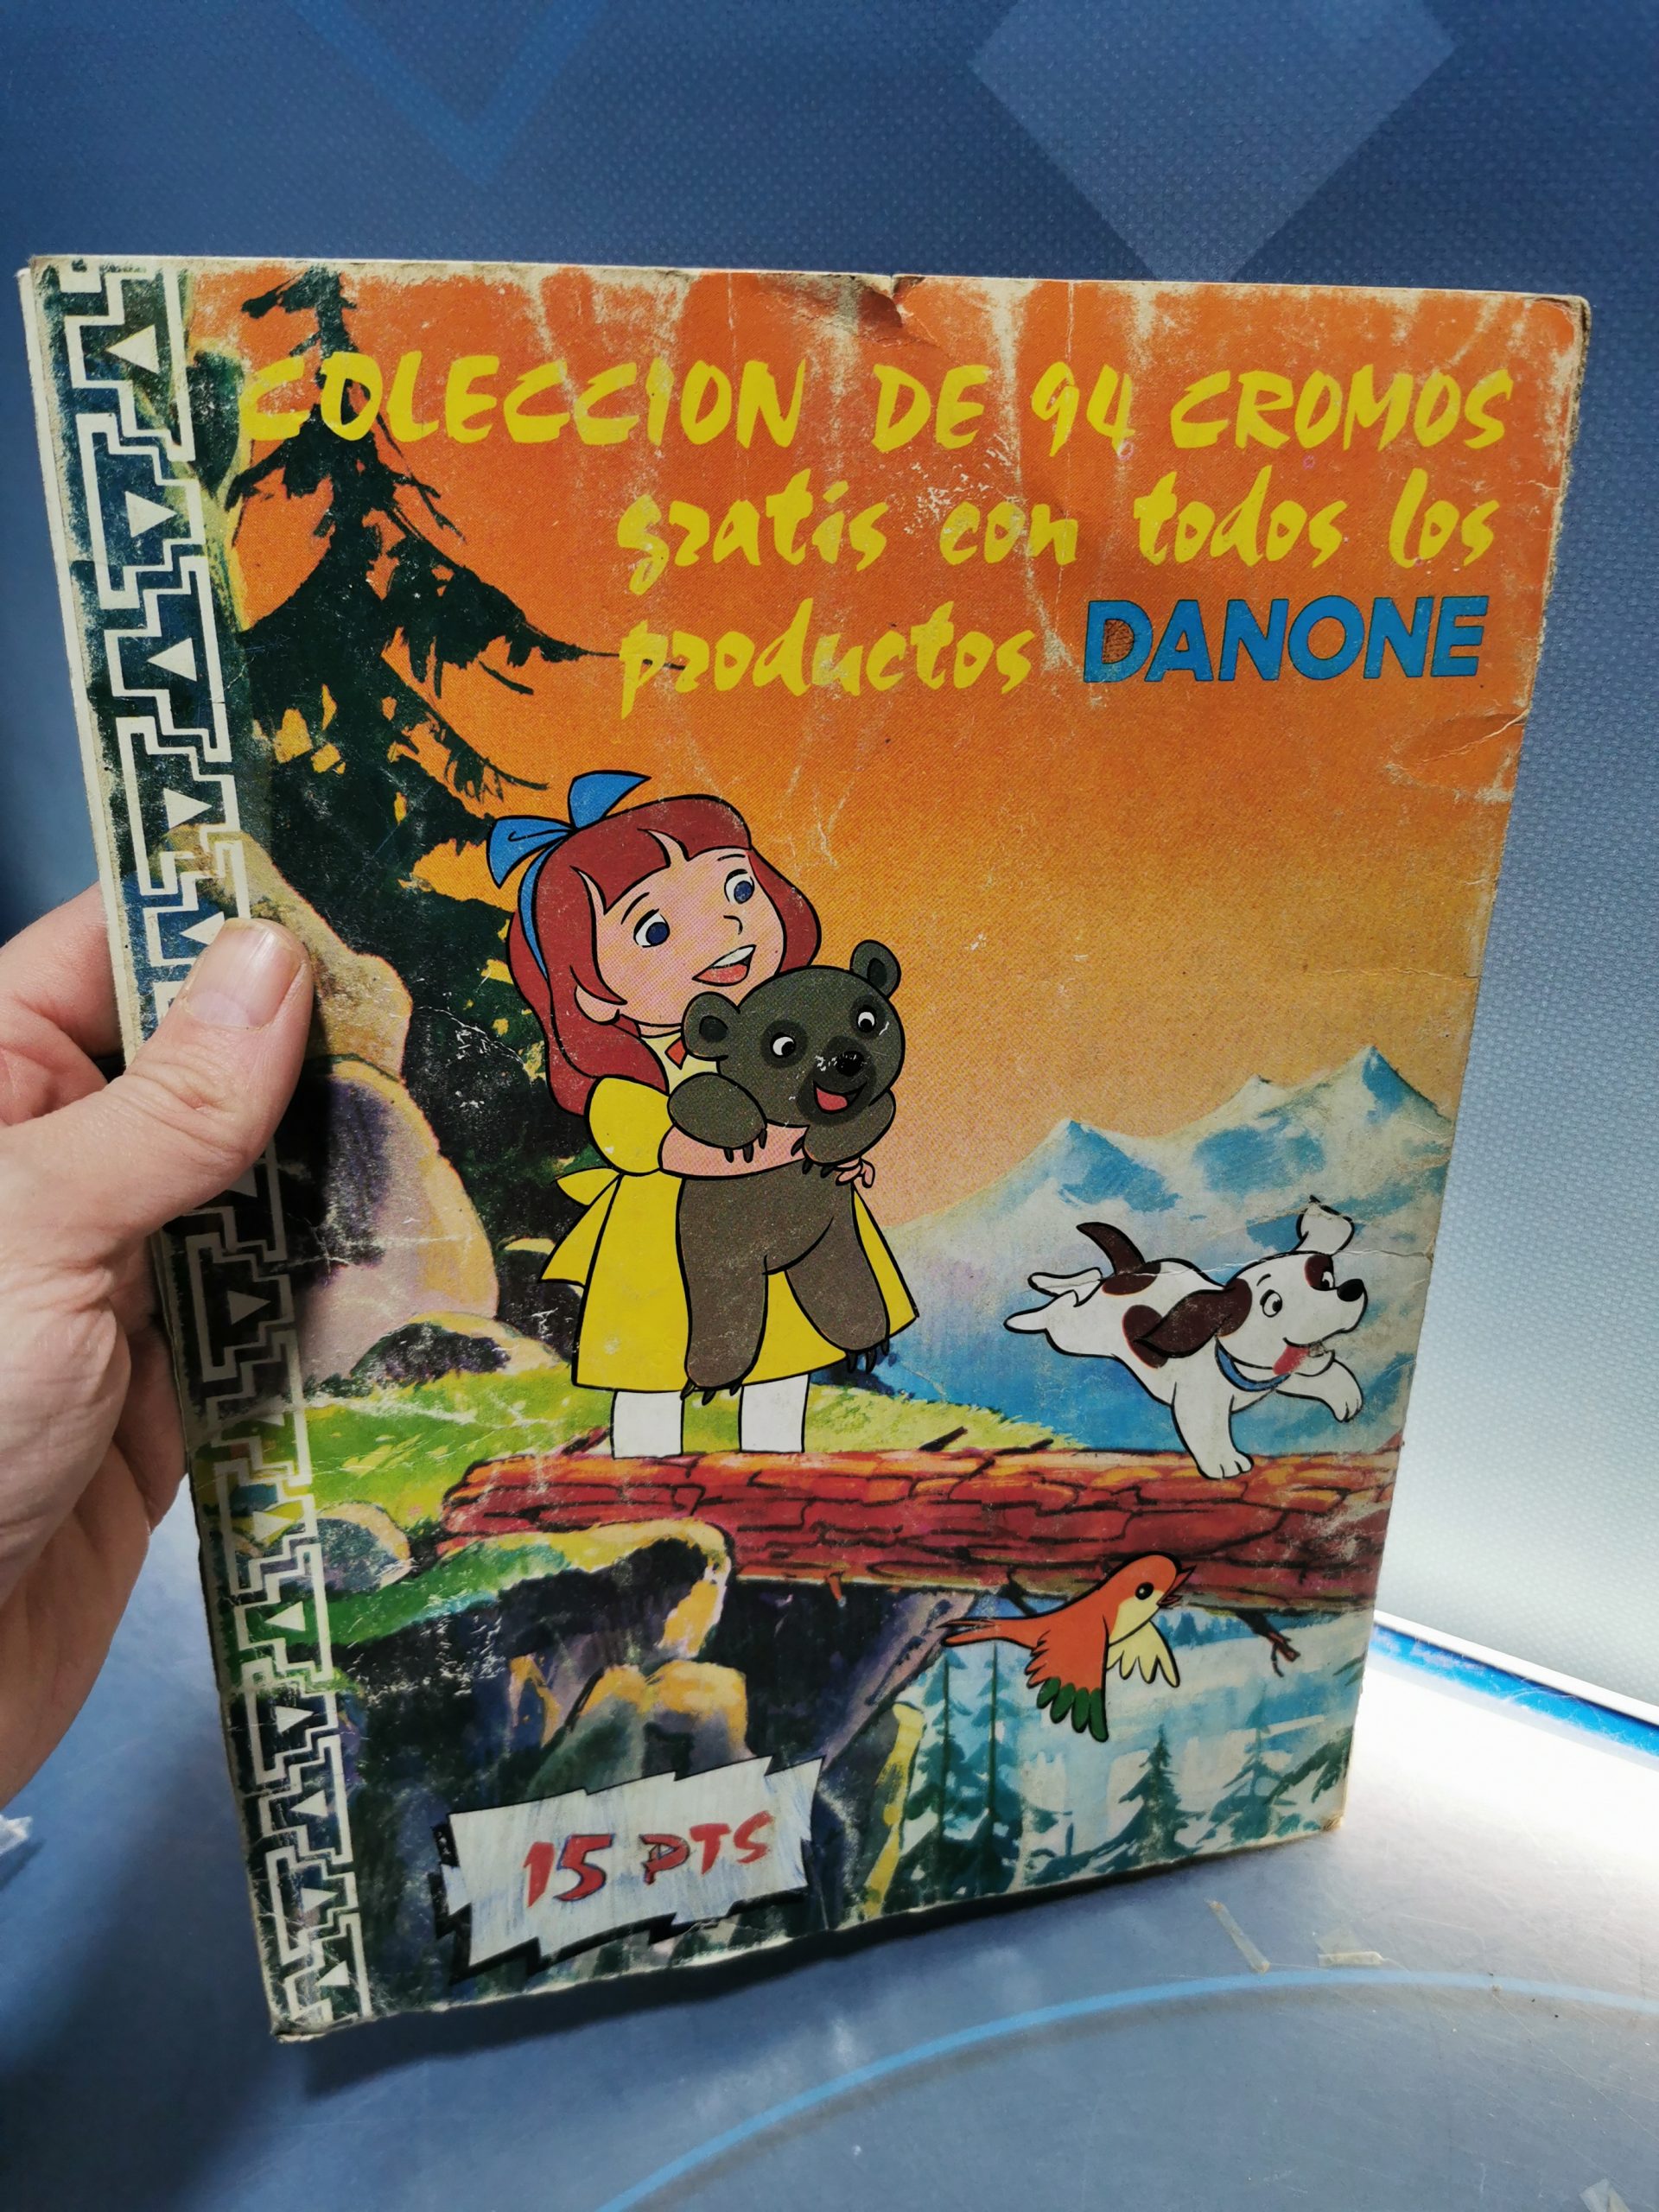 COLECCION DE 94 CROMOS
gratis con todos los
productos DANONE
15 PTS